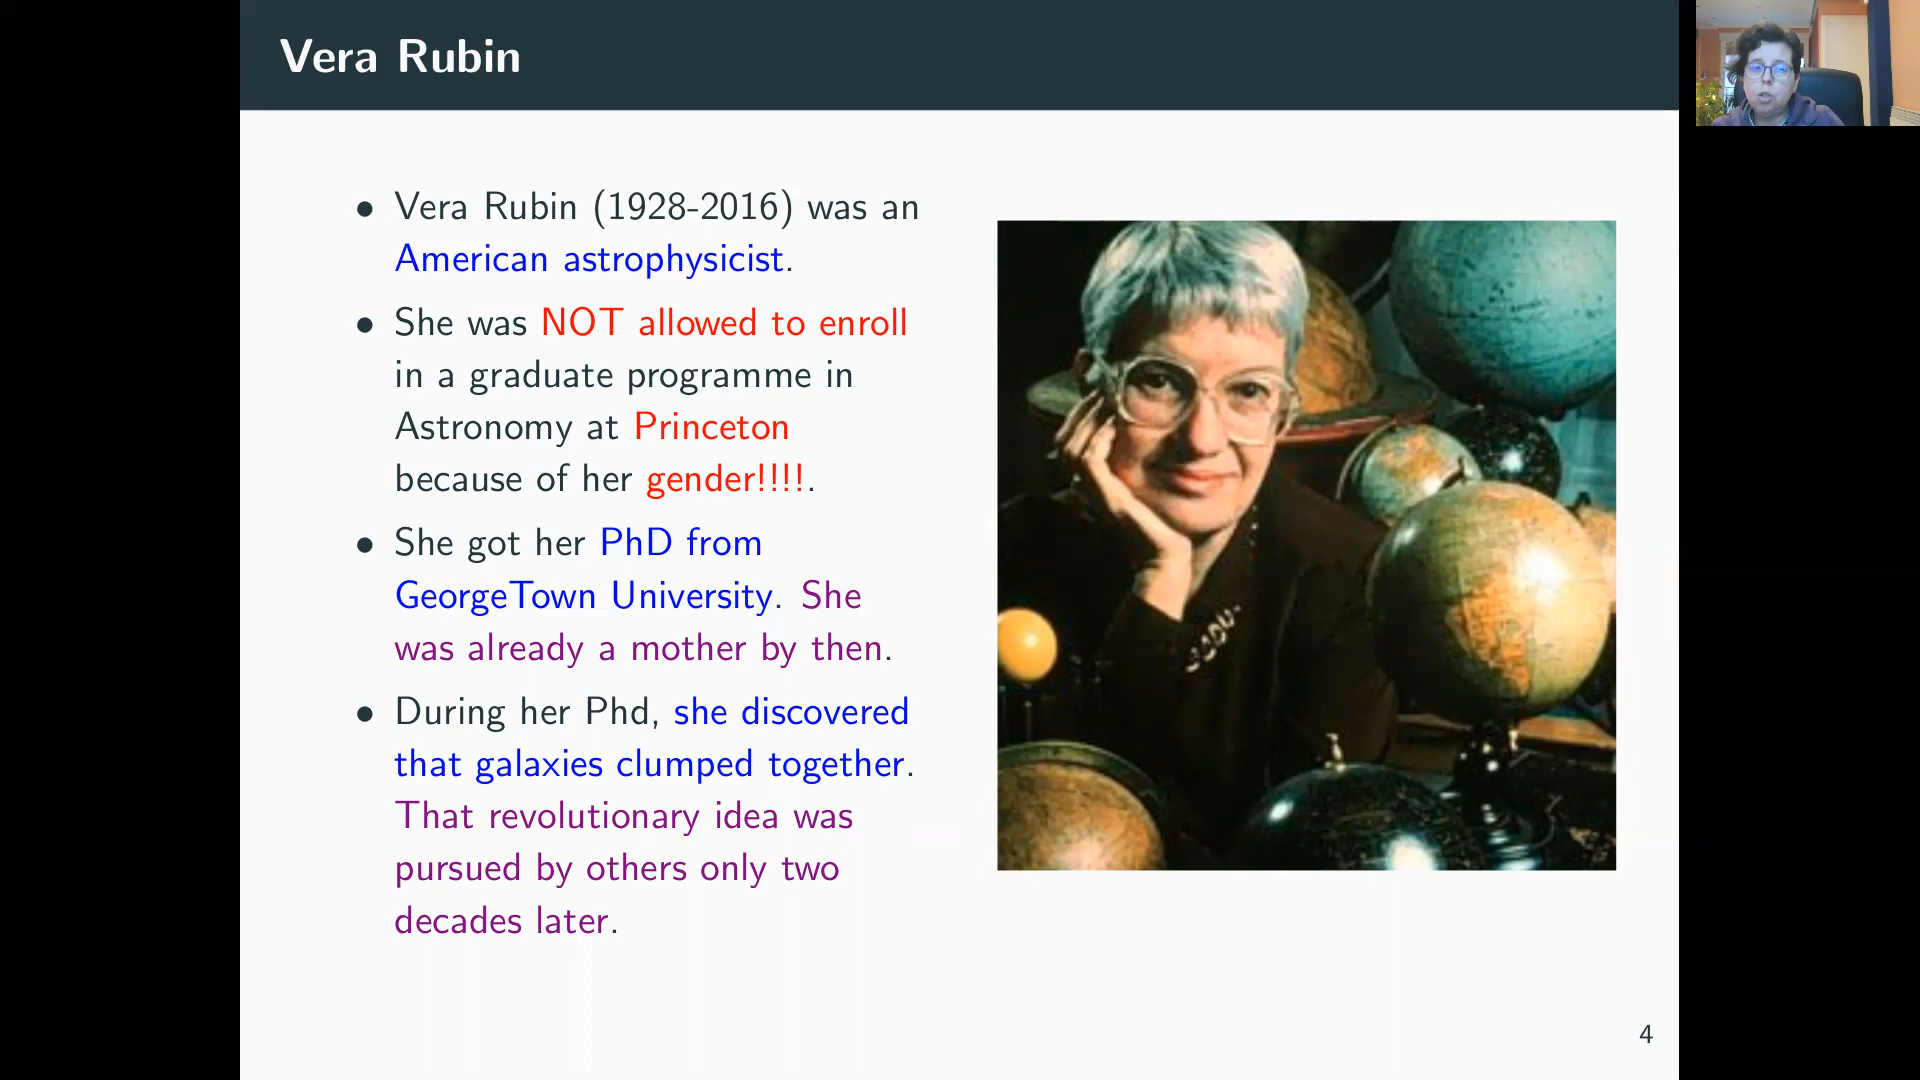 Vera Rubin
• Vera Rubin (1928-2016) was an
American astrophysicist.
• She was NOT allowed to enroll
in a graduate programme in
Astronomy at Princeton
because of her gender!!!!.
• She got her PhD from
GeorgeTown University. She
was already a mother by then.
• During her Phd, she discovered
that galaxies clumped together.
That revolutionary idea was
pursued by others only two
decades later.
4